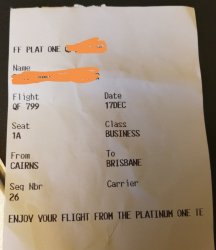 FF PLAT ONE
Name
Flight Date
QF 799 17DEC
Seat Class
1A BUSINESS
From To
CAIRNS BRISBANE
Seq Nbr Carrier
26
ENJOY YOUR FLIGHT FROM THE PLATINUM ONE TE